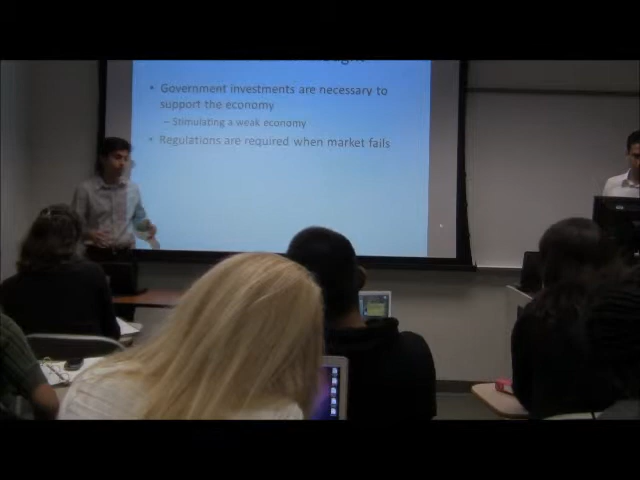 • Government investments are necessary to
support the economy
– Stimulating a weak economy
• Regulations are required when market fails